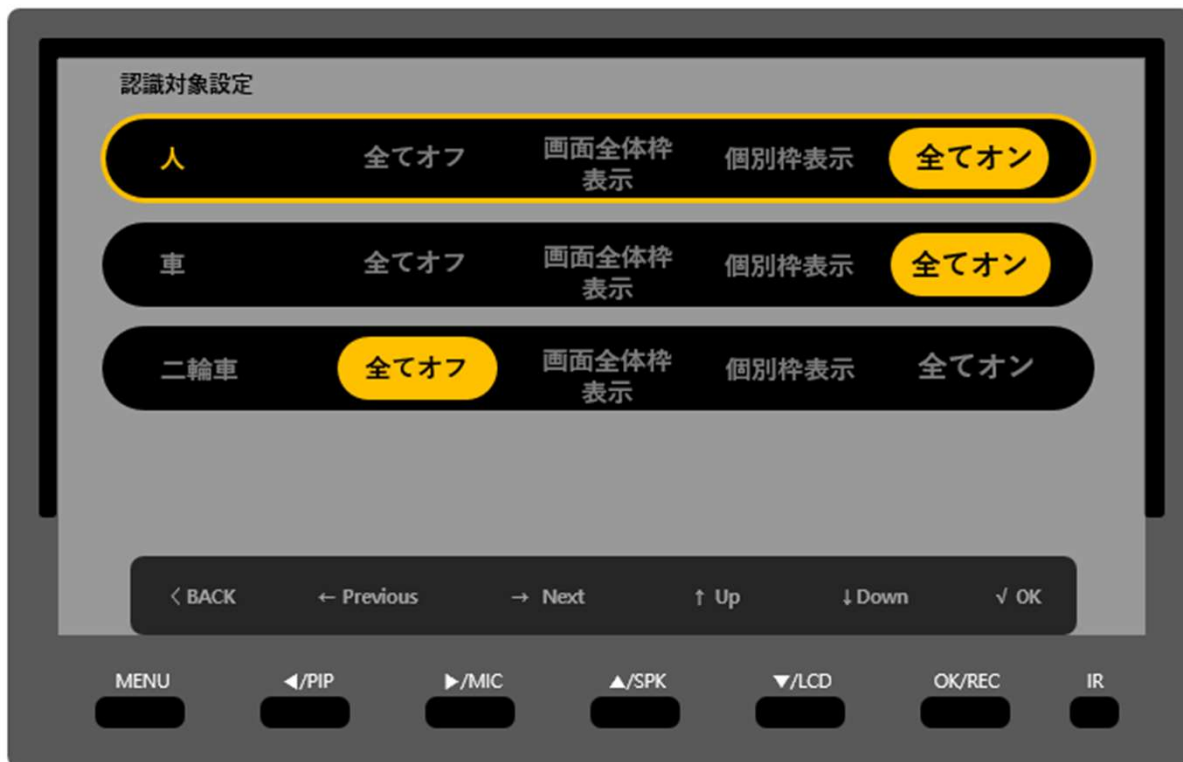 認識対象設定
人 全てオフ 画面全体枠表示 個別枠表示 全てオン
車 全てオフ 画面全体枠表示 個別枠表示 全てオン
二輪車 全てオフ 画面全体枠表示 個別枠表示 全てオン
< BACK ← Previous → Next ↑ Up ↓ Down √ OK
MENU ◀/PIP ▶/MIC ▲/SPK ▼/LCD OK/REC IR